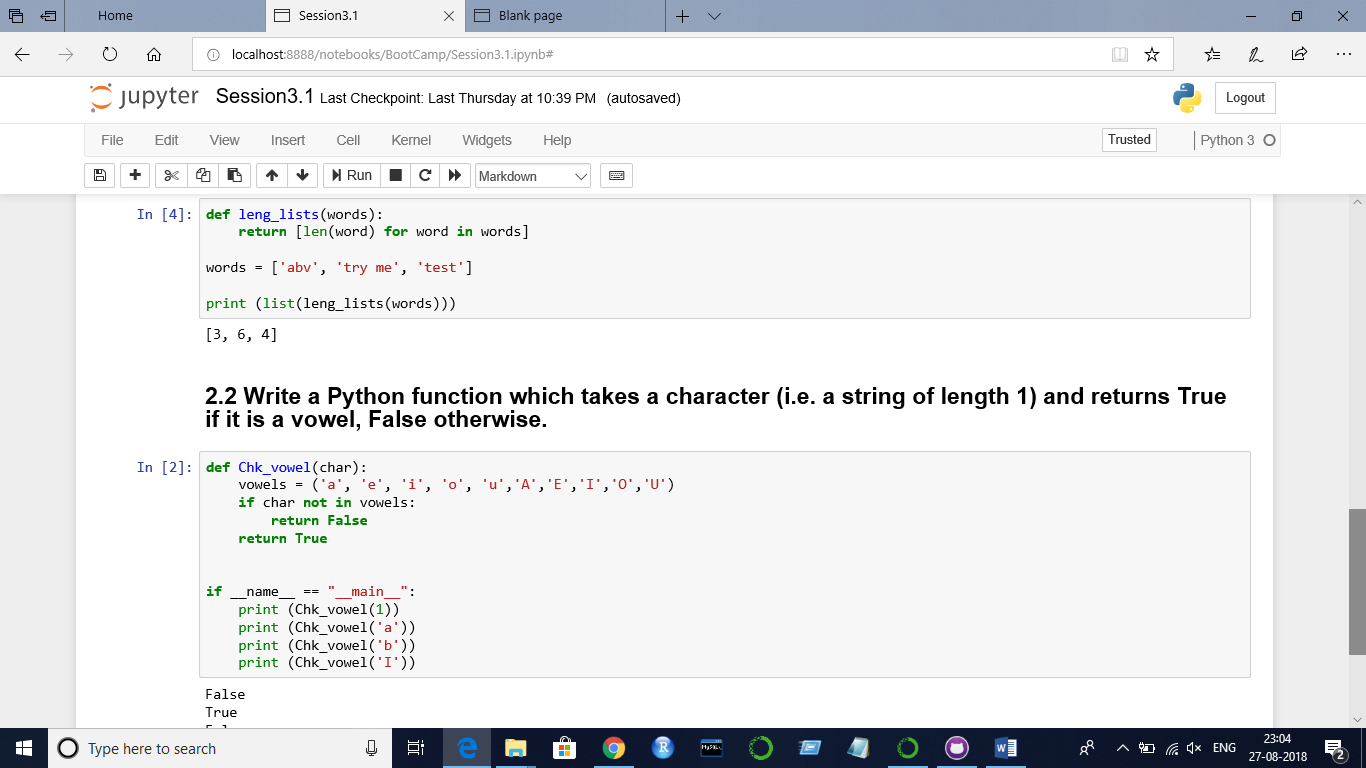 Home
Session3.1
Blank page
localhost:8888/notebooks/BootCamp/Session3.1.ipynb#
jupyter Session3.1 Last Checkpoint: Last Thursday at 10:39 PM (autosaved)
Logout
File Edit View Insert Cell Kernel Widgets Help
Trusted
Python 3
Run
Markdown
In [4]: def leng_lists(words):
    return [len(word) for word in words]
words = ['abv', 'try me', 'test']
print (list(leng_lists(words)))
[3, 6, 4]
2.2 Write a Python function which takes a character (i.e. a string of length 1) and returns True
if it is a vowel, False otherwise.
In [2]: def Chk_vowel(char):
    vowels = ('a', 'e', 'i', 'o', 'u','A','E','I','O','U')
    if char not in vowels:
        return False
    return True
if __name__ == "__main__":
    print (Chk_vowel(1))
    print (Chk_vowel('a'))
    print (Chk_vowel('b'))
    print (Chk_vowel('I'))
False
True
Type here to search
R
MySQL
W
ENG
23:04
27-08-2018
2